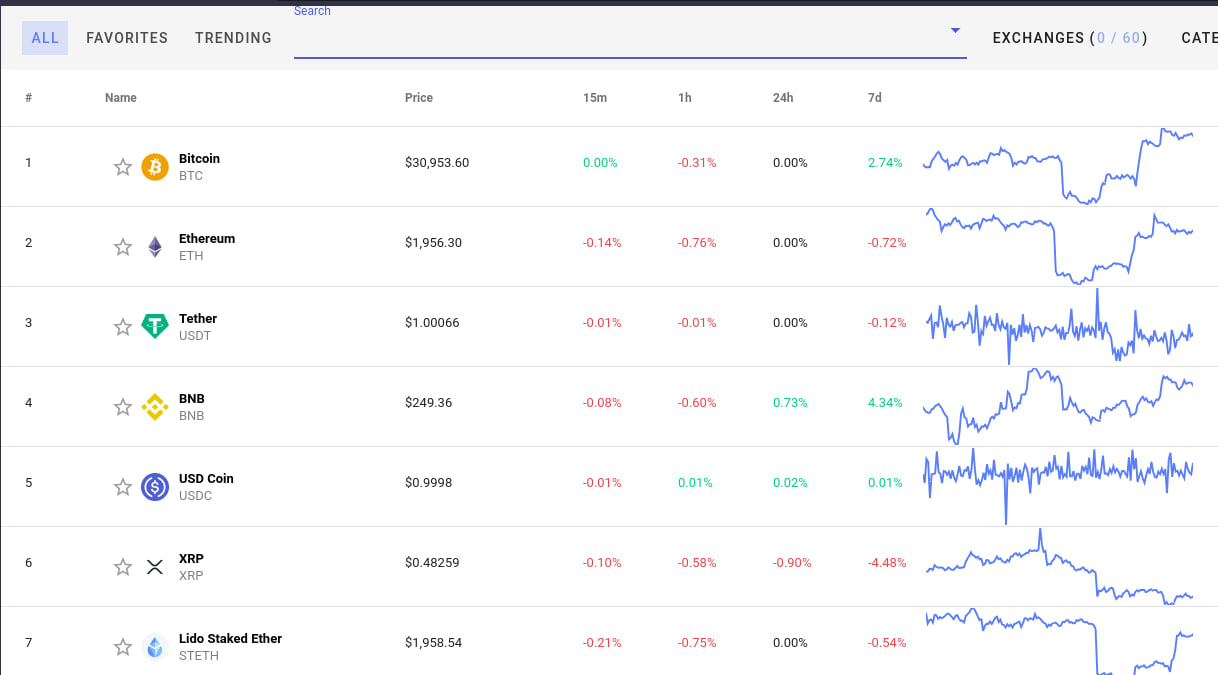 Search
ALL FAVORITES TRENDING EXCHANGES (0 / 60) CATE
# Name Price 15m 1h 24h 7d
1 Bitcoin $30,953.60 0.00% -0.31% 0.00% 2.74%
BTC
2 Ethereum $1,956.30 -0.14% -0.76% 0.00% -0.72%
ETH
3 Tether $1.00066 -0.01% -0.01% 0.00% -0.12%
USDT
4 BNB $249.36 -0.08% -0.60% 0.73% 4.34%
BNB
5 USD Coin $0.9998 -0.01% 0.01% 0.02% 0.01%
USDC
6 XRP $0.48259 -0.10% -0.58% -0.90% -4.48%
XRP
7 Lido Staked Ether $1,958.54 -0.21% -0.75% 0.00% -0.54%
STETH